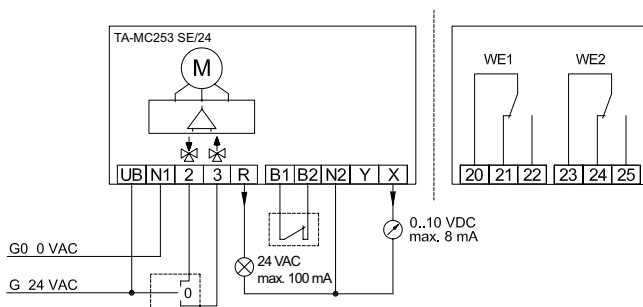 TA-MC253 SE/24
M
WE1 WE2
UB N1 2 3 R B1 B2 N2 Y X
20 21 22 23 24 25
0..10 VDC
max. 8 mA
G0 0 VAC
24 VAC
max. 100 mA
G 24 VAC
0